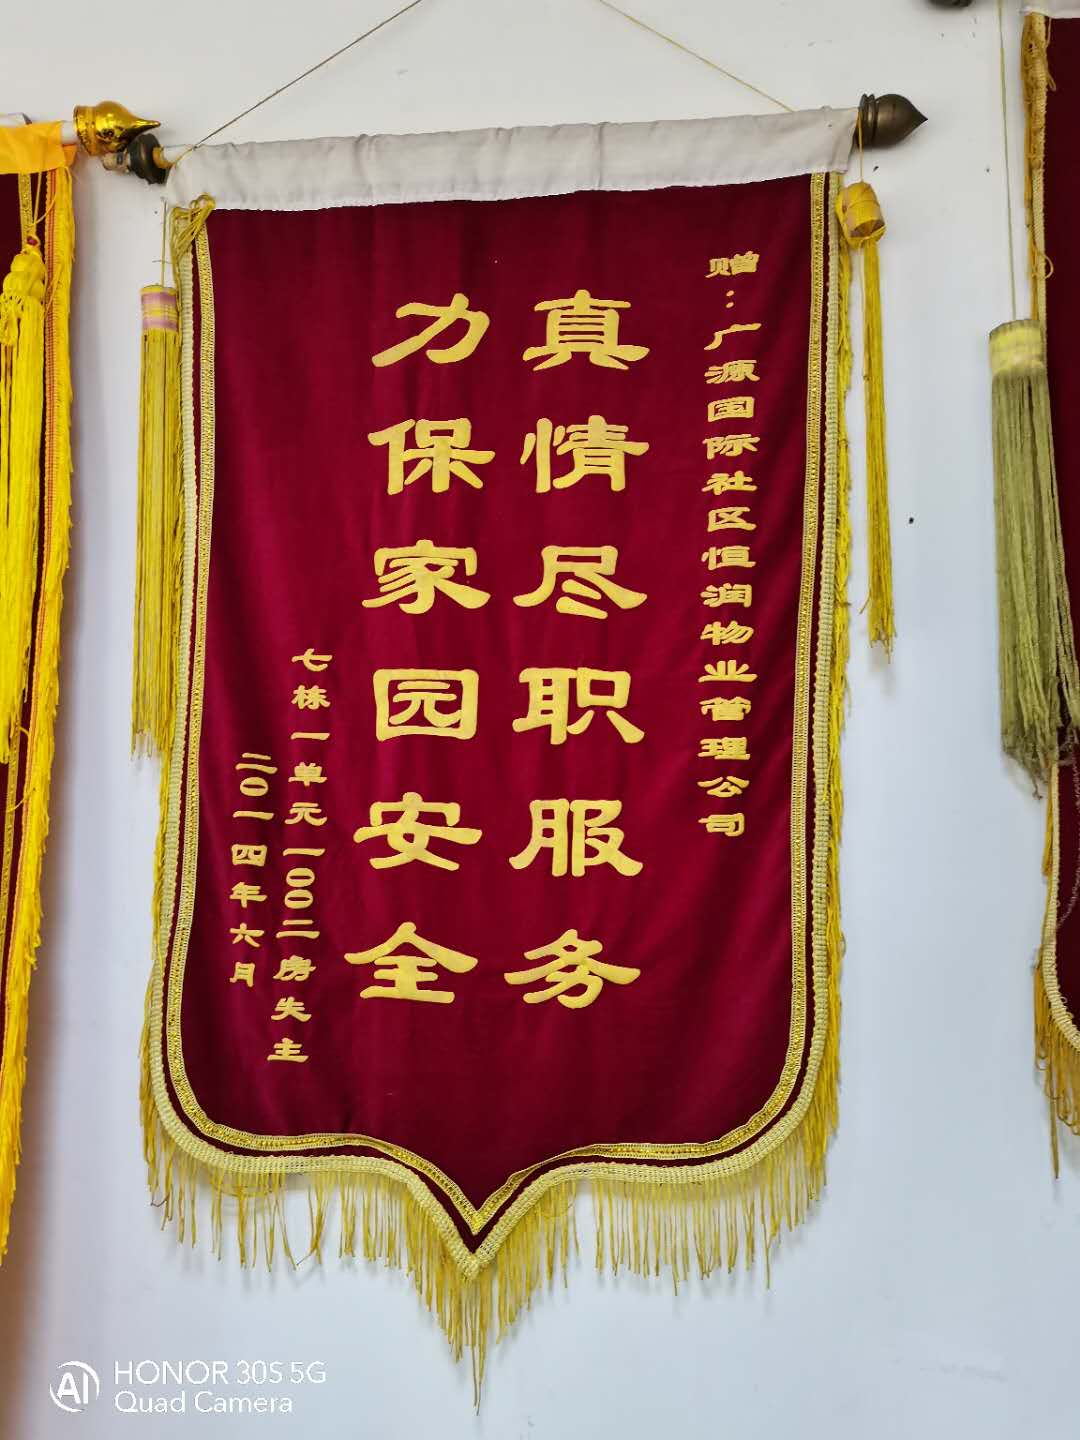 赠：广源国际社区恒润物业管理公司
真情尽职服务
力保家园安全
七栋一单元一00二房失主
二0一四年六月
HONOR 30S 5G
Quad Camera
AI